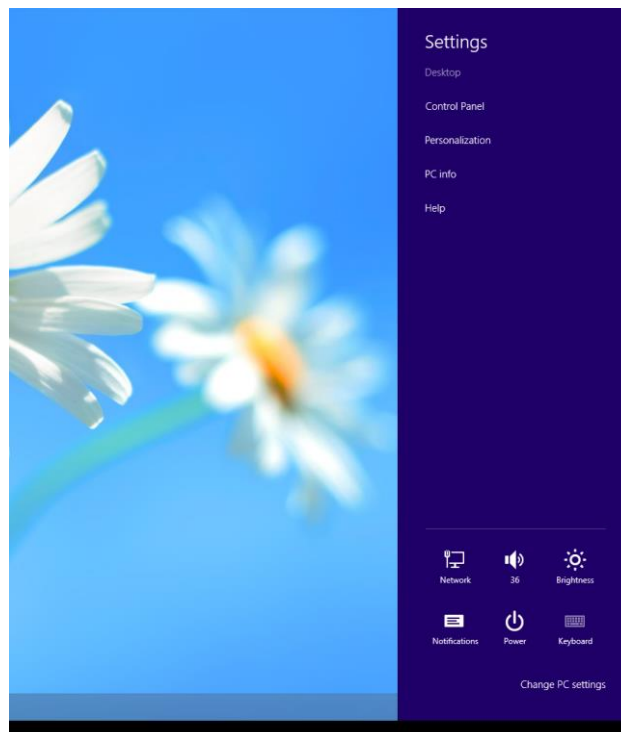 Settings
Desktop
Control Panel
Personalization
PC info
Help
Network 36 Brightness
Notifications Power Keyboard
Change PC settings